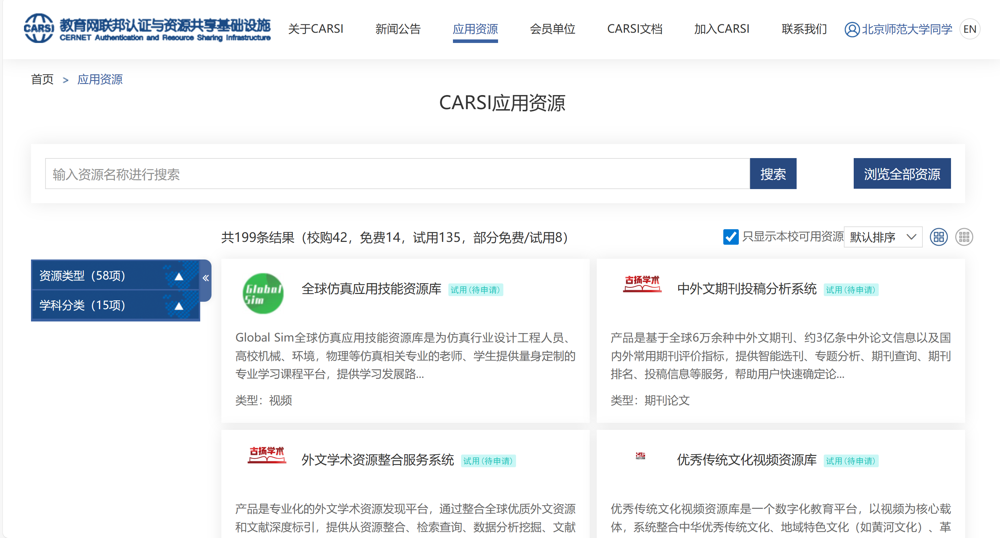 CARSI 教育网联邦认证与资源共享基础设施
CERNET Authentication and Resource Sharing Infrastructure
关于CARSI 新闻公告 应用资源 会员单位 CARSI文档 加入CARSI 联系我们 北京师范大学同学 EN
首页 > 应用资源
CARSI应用资源
输入资源名称进行搜索 搜索 浏览全部资源
共199条结果（校购42，免费14，试用135，部分免费/试用8） 只显示本校可用资源 默认排序
资源类型（58项）
学科分类（15项）
«
Global Sim
全球仿真应用技能资源库 试用(待申请)
Global Sim全球仿真应用技能资源库是为仿真行业设计工程人员、
高校机械、环境，物理等仿真相关专业的老师、学生提供量身定制的
专业学习课程平台，提供学习发展路...
类型：视频
古扬学术
中外文期刊投稿分析系统 试用(待申请)
产品是基于全球6万余种中外文期刊、约3亿条中外论文信息以及国
内外常用期刊评价指标，提供智能选刊、专题分析、期刊查询、期刊
排名、投稿信息等服务，帮助用户快速确定论...
类型：期刊论文
古扬学术
外文学术资源整合服务系统 试用(待申请)
产品是专业化的外文学术资源发现平台，通过整合全球优质外文资源
和文献深度标引，提供从资源整合、检索查询、数据分析挖掘、文献
优秀传统文化视频资源库 试用(待申请)
优秀传统文化视频资源库是一个数字化教育平台，以视频为核心载
体，系统整合中华优秀传统文化、地域特色文化（如黄河文化）、革